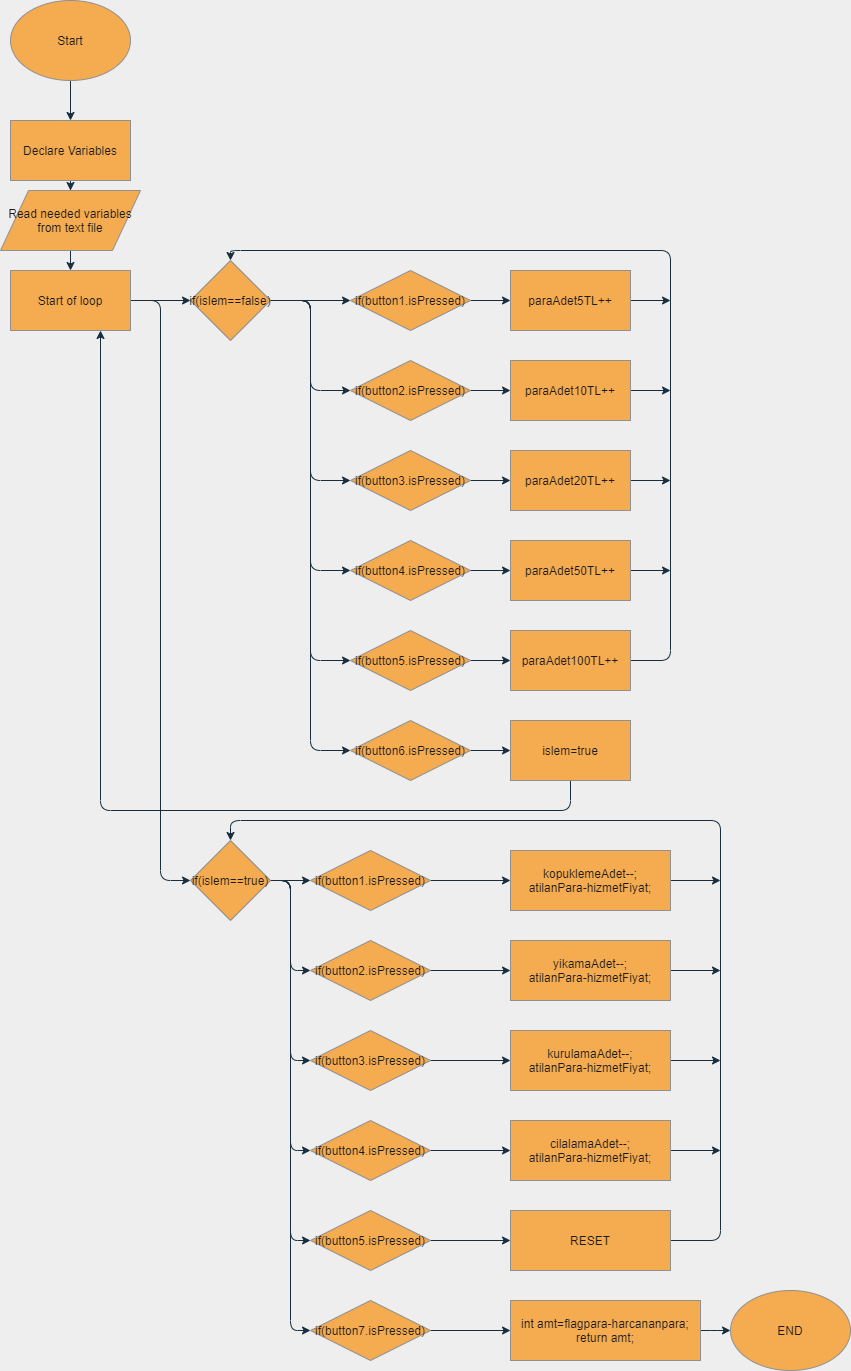 Start
Declare Variables
Read needed variables
from text file
Start of loop
if(islem==false)
if(button1.isPressed)
paraAdet5TL++
if(button2.isPressed)
paraAdet10TL++
if(button3.isPressed)
paraAdet20TL++
if(button4.isPressed)
paraAdet50TL++
if(button5.isPressed)
paraAdet100TL++
if(button6.isPressed)
islem=true
if(islem==true)
if(button1.isPressed)
kopuklemeAdet--;
atilanPara-hizmetFiyat;
if(button2.isPressed)
yikamaAdet--;
atilanPara-hizmetFiyat;
if(button3.isPressed)
kurulamaAdet--;
atilanPara-hizmetFiyat;
if(button4.isPressed)
cilalamaAdet--;
atilanPara-hizmetFiyat;
if(button5.isPressed)
RESET
if(button7.isPressed)
int amt=flagpara-harcananpara;
return amt;
END